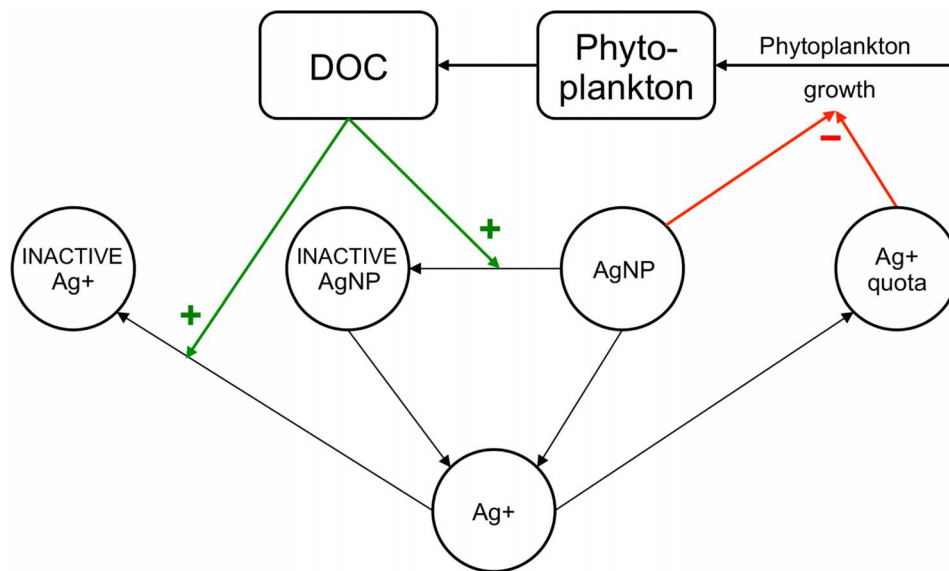 DOC
Phyto-
plankton
Phytoplankton
growth
–
+
INACTIVE
Ag+
INACTIVE
AgNP
AgNP
Ag+
quota
+
Ag+